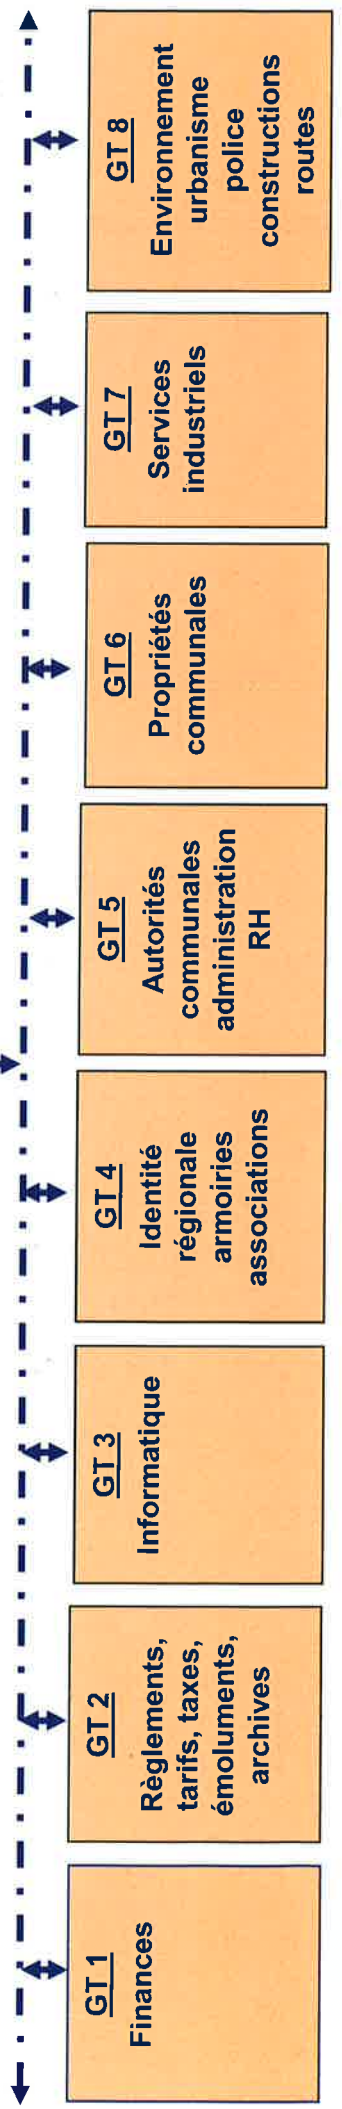 GT 1
Finances
GT 2
Règlements,
tarifs, taxes,
émoluments,
archives
GT 3
Informatique
GT 4
Identité
régionale
armoiries
associations
GT 5
Autorités
communales
administration
RH
GT 6
Propriétés
communales
GT 7
Services
industriels
GT 8
Environnement
urbanisme
police
constructions
routes